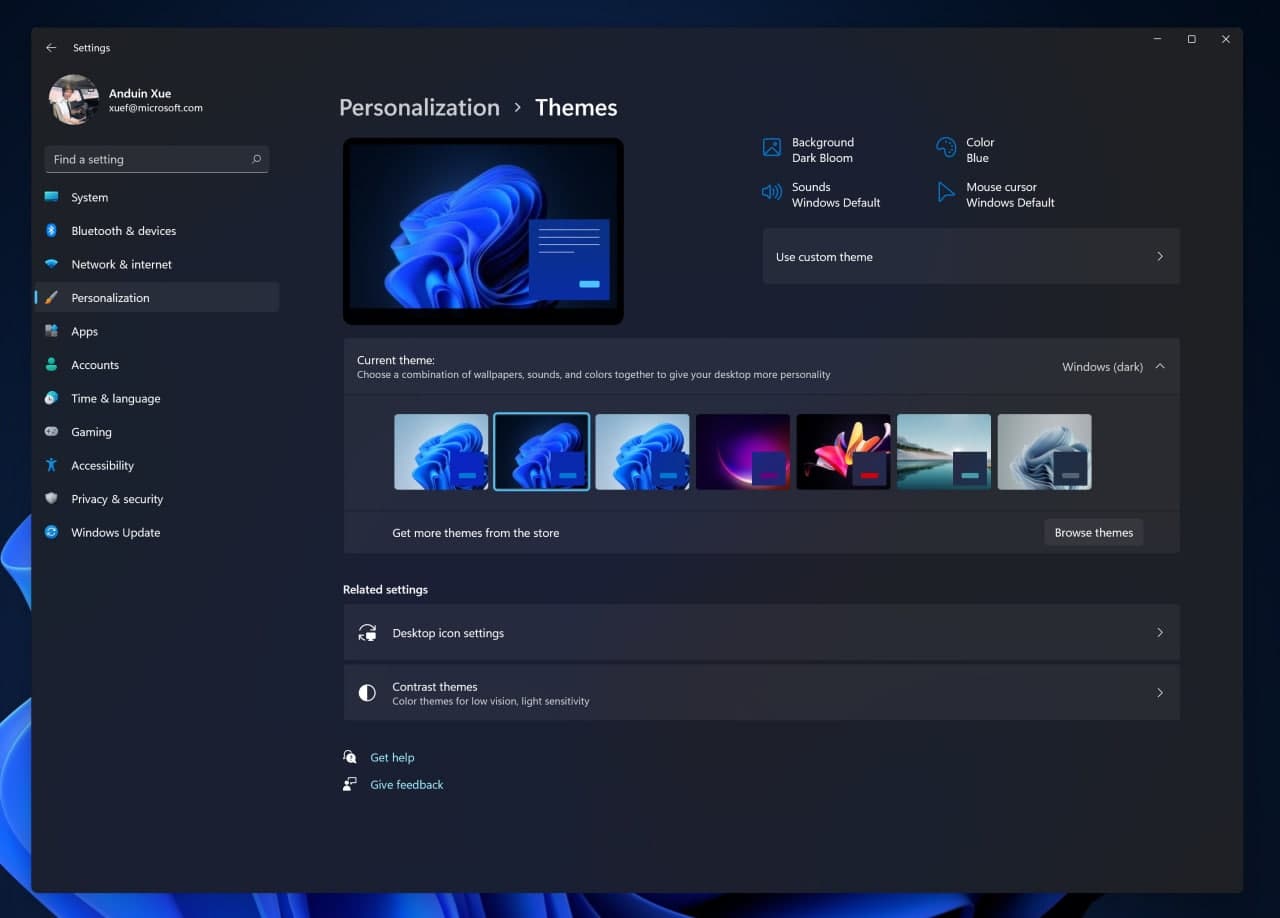 Settings
Anduin Xue
xuef@microsoft.com
Find a setting
System
Bluetooth & devices
Network & internet
Personalization
Apps
Accounts
Time & language
Gaming
Accessibility
Privacy & security
Windows Update
Personalization > Themes
Background
Dark Bloom
Color
Blue
Sounds
Windows Default
Mouse cursor
Windows Default
Use custom theme
Current theme:
Choose a combination of wallpapers, sounds, and colors together to give your desktop more personality
Windows (dark)
Get more themes from the store
Browse themes
Related settings
Desktop icon settings
Contrast themes
Color themes for low vision, light sensitivity
Get help
Give feedback